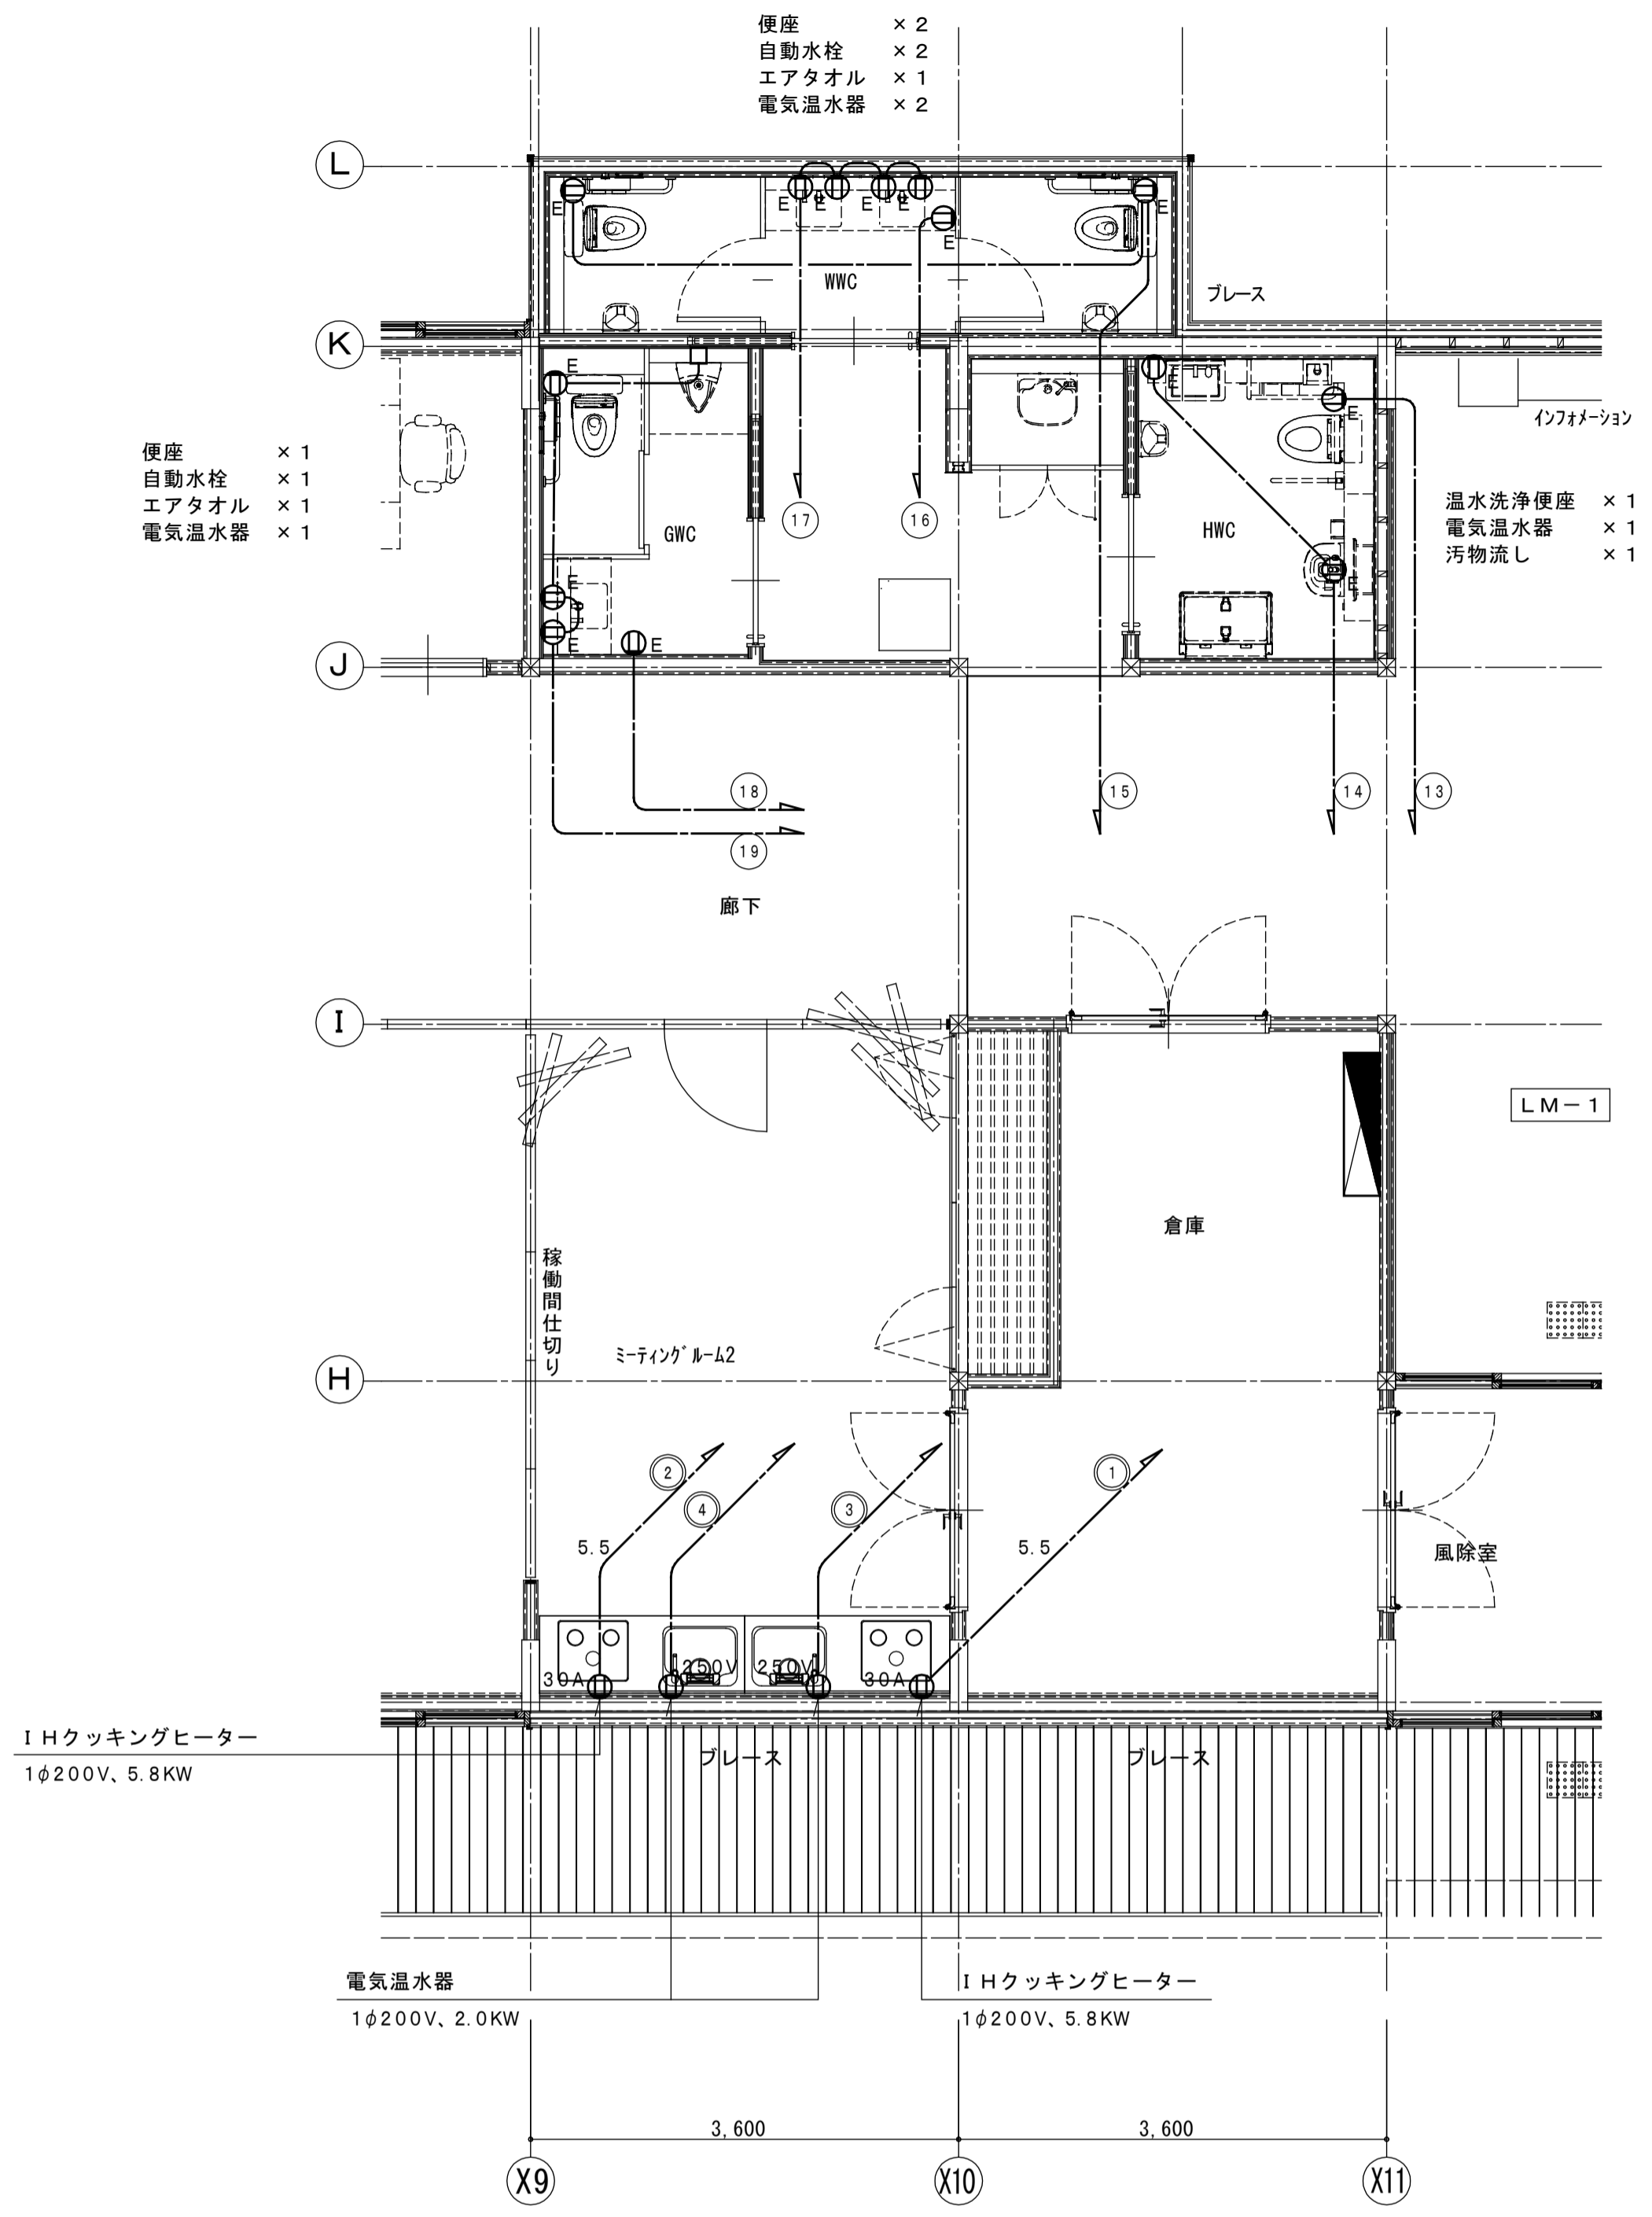 便座 ×2
自動水栓 ×2
エアタオル ×1
電気温水器 ×2
L
E
E E E E
E
E
WWC
ブレース
K
E
E
E
インフォメーション
便座 ×1
自動水栓 ×1
エアタオル ×1
電気温水器 ×1
温水洗浄便座 ×1
電気温水器 ×1
汚物流し ×1
17
16
GWC
HWC
E
E
E
E
J
18
15
14
13
19
廊下
I
LM-1
倉庫
稼働間仕切り
ミーティングルーム2
H
2
4
3
1
5.5
5.5
風除室
30A
250V
250V
30A
IHクッキングヒーター
1φ200V、5.8KW
ブレース
ブレース
電気温水器
1φ200V、2.0KW
IHクッキングヒーター
1φ200V、5.8KW
3,600
3,600
X9
X10
X11